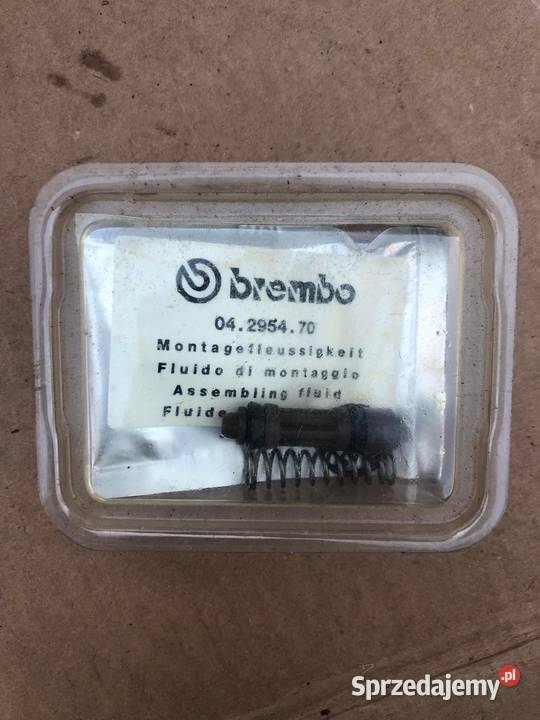 brembo
04.2954.70
Montagefleussigkeit
Fluido di montaggio
Assembling fluid
Fluide
Sprzedajemy.pl